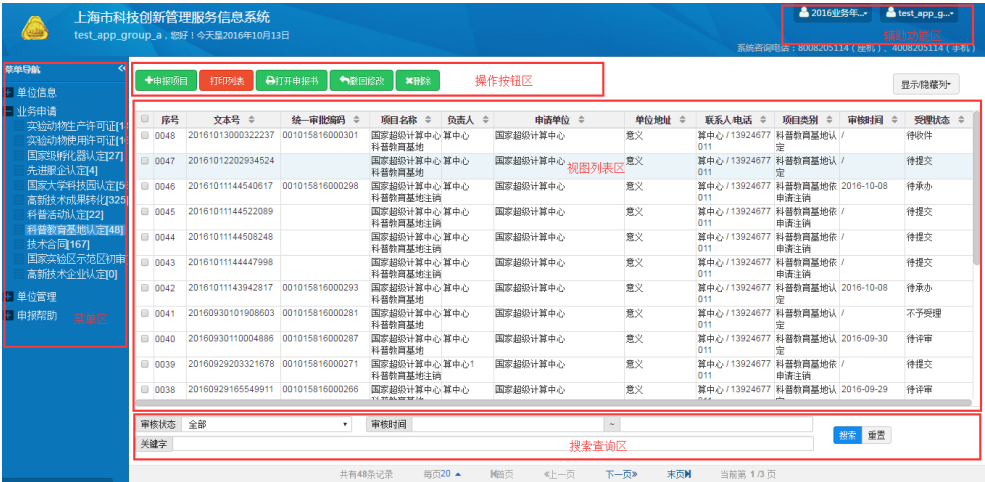 上海市科技创新管理服务信息系统
test_app_group_a，您好！今天是2016年10月13日
2016业务年... test_app_g...
辅助功能区
系统咨询电话：8008205114（座机）、4008205114（手机）
菜单导航
单位信息
业务申请
实验动物生产许可证[1
实验动物使用许可证[1
国家级孵化器认定[27]
先进服企认定[4]
国家大学科技园认定[5
高新技术成果转化[325
科普活动认定[22]
科普教育基地认定[48]
技术合同[167]
国家实验区示范区初审
高新技术企业认定[0]
单位管理
申报帮助
菜单区
申报项目 打印列表 打开申报书 撤回修改 删除
操作按钮区
显示/隐藏列
序号 文本号 统一审批编码 项目名称 负责人 申请单位 单位地址 联系人/电话 项目类别 审核时间 受理状态
0048 20161013000322237 001015816000301 国家超级计算中心科普教育基地 算中心 国家超级计算中心 意义 算中心 / 13924677011 科普教育基地认定 / 待收件
0047 20161012202934524 国家超级计算中心科普教育基地 算中心 国家超级计算中心 意义 算中心 / 13924677011 科普教育基地认定 / 待提交
视图列表区
0046 20161011144540617 001015816000298 国家超级计算中心科普教育基地注销 算中心 国家超级计算中心 意义 算中心 / 13924677011 科普教育基地依申请注销 2016-10-08 待承办
0045 20161011144522089 国家超级计算中心科普教育基地注销 算中心 国家超级计算中心 意义 算中心 / 13924677011 科普教育基地依申请注销 / 待提交
0044 20161011144508248 国家超级计算中心科普教育基地注销 算中心 国家超级计算中心 意义 算中心 / 13924677011 科普教育基地依申请注销 / 待提交
0043 20161011144447998 国家超级计算中心科普教育基地注销 算中心 国家超级计算中心 意义 算中心 / 13924677011 科普教育基地依申请注销 / 待提交
0042 20161011143942817 001015816000293 国家超级计算中心科普教育基地 算中心 国家超级计算中心 意义 算中心 / 13924677011 科普教育基地认定 2016-10-08 待承办
0041 20160930101908603 001015816000281 国家超级计算中心科普教育基地 算中心 国家超级计算中心 意义 算中心 / 13924677011 科普教育基地认定 / 不予受理
0040 20160930110004886 001015816000287 国家超级计算中心科普教育基地 算中心 国家超级计算中心 意义 算中心 / 13924677011 科普教育基地认定 2016-09-30 待评审
0039 20160929203321678 001015816000271 国家超级计算中心科普教育基地注销 算中心1 国家超级计算中心 意义 算中心 / 13924677011 科普教育基地依申请注销 / 待提交
0038 20160929165549911 001015816000266 国家超级计算中心 算中心 国家超级计算中心 意义 算中心 / 13924677 科普教育基地认 2016-09-29 待评审
审核状态 全部 审核时间 ~
关键字
搜索查询区
搜索 重置
共有48条记录 每页20 首页 上一页 下一页 末页 当前第 1/3 页